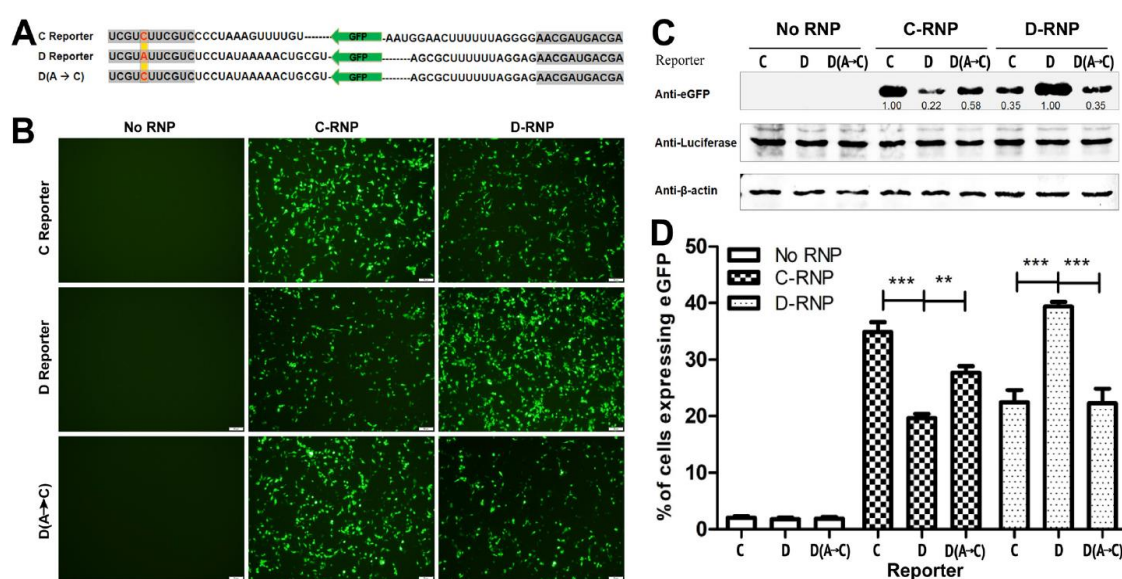 A
C Reporter UCGUCUUCGUCCCCUAAAGUUUUGU--------GFP--------AAUGGAACUUUUUUAGGGGAACGAUGACGA
D Reporter UCGUAUUCGUCUCCUAUAAAAACUGCGU-GFP-------AGCGCUUUUUUAGGAGAACGAUGACGA
D(A → C) UCGUCUUCGUCUCCUAUAAAAACUGCGU-GFP-------AGCGCUUUUUUAGGAGAACGAUGACGA
B
No RNP C-RNP D-RNP
C Reporter
D Reporter
D(A→C)
C
No RNP C-RNP D-RNP
Reporter C D D(A→C) C D D(A→C) C D D(A→C)
Anti-eGFP
1.00 0.22 0.58 0.35 1.00 0.35
Anti-Luciferase
Anti-β-actin
D
% of cells expressing eGFP
50
40
30
20
10
0
No RNP
C-RNP
D-RNP
*** ** *** ***
C D D(A→C) C D D(A→C) C D D(A→C)
Reporter